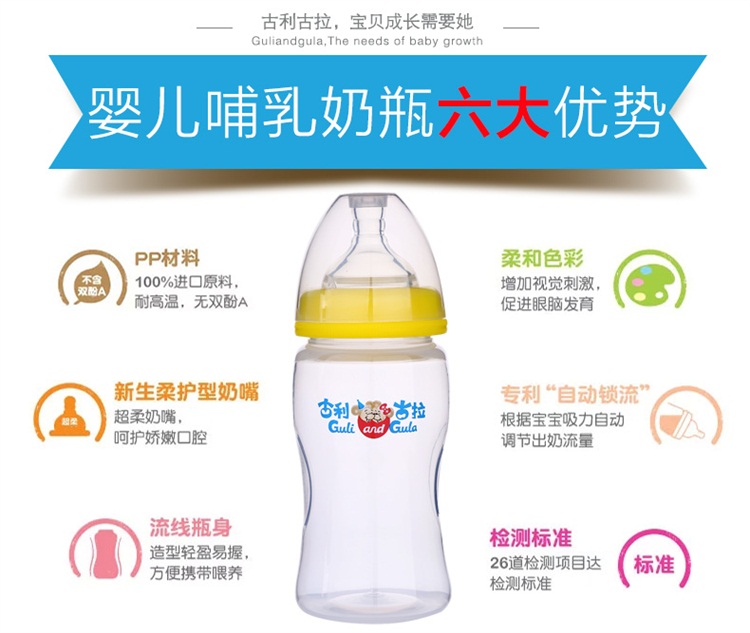 古利古拉，宝贝成长需要她
Guliandgula,The needs of baby growth
婴儿哺乳奶瓶六大优势
不含
双酚A
PP材料
100%进口原料，
耐高温，无双酚A
柔和色彩
增加视觉刺激，
促进眼脑发育
超柔
新生柔护型奶嘴
超柔奶嘴，
呵护娇嫩口腔
古利 古拉
Guli and Gula
专利“自动锁流”
根据宝宝吸力自动
调节出奶流量
流线瓶身
造型轻盈易握，
方便携带喂养
检测标准
26道检测项目达
检测标准
标准